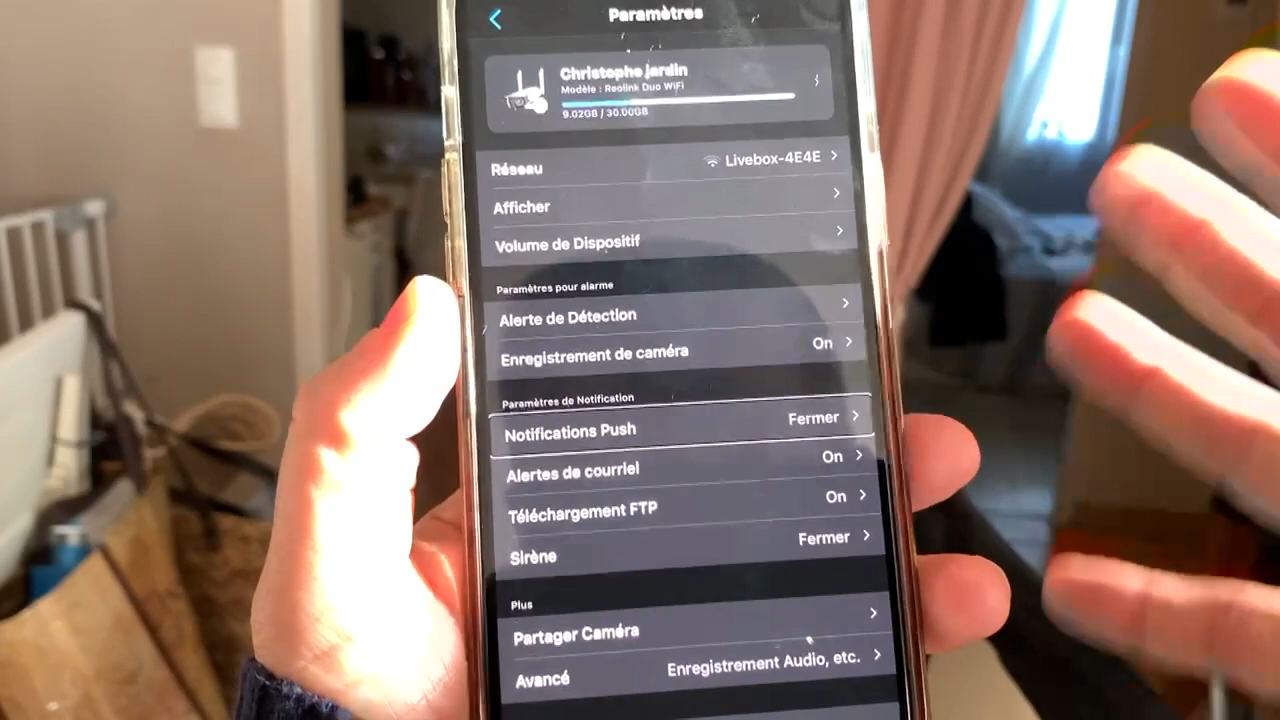 Paramètres
Christophe jardin
Modèle : Reolink Duo WiFi
9.02GB / 30.00GB
Réseau Livebox-4E4E
Afficher
Volume de Dispositif
Paramètres pour alarme
Alerte de Détection
Enregistrement de caméra On
Paramètres de Notification
Notifications Push Fermer
Alertes de courriel On
Téléchargement FTP On
Sirène Fermer
Plus
Partager Caméra
Avancé Enregistrement Audio, etc.